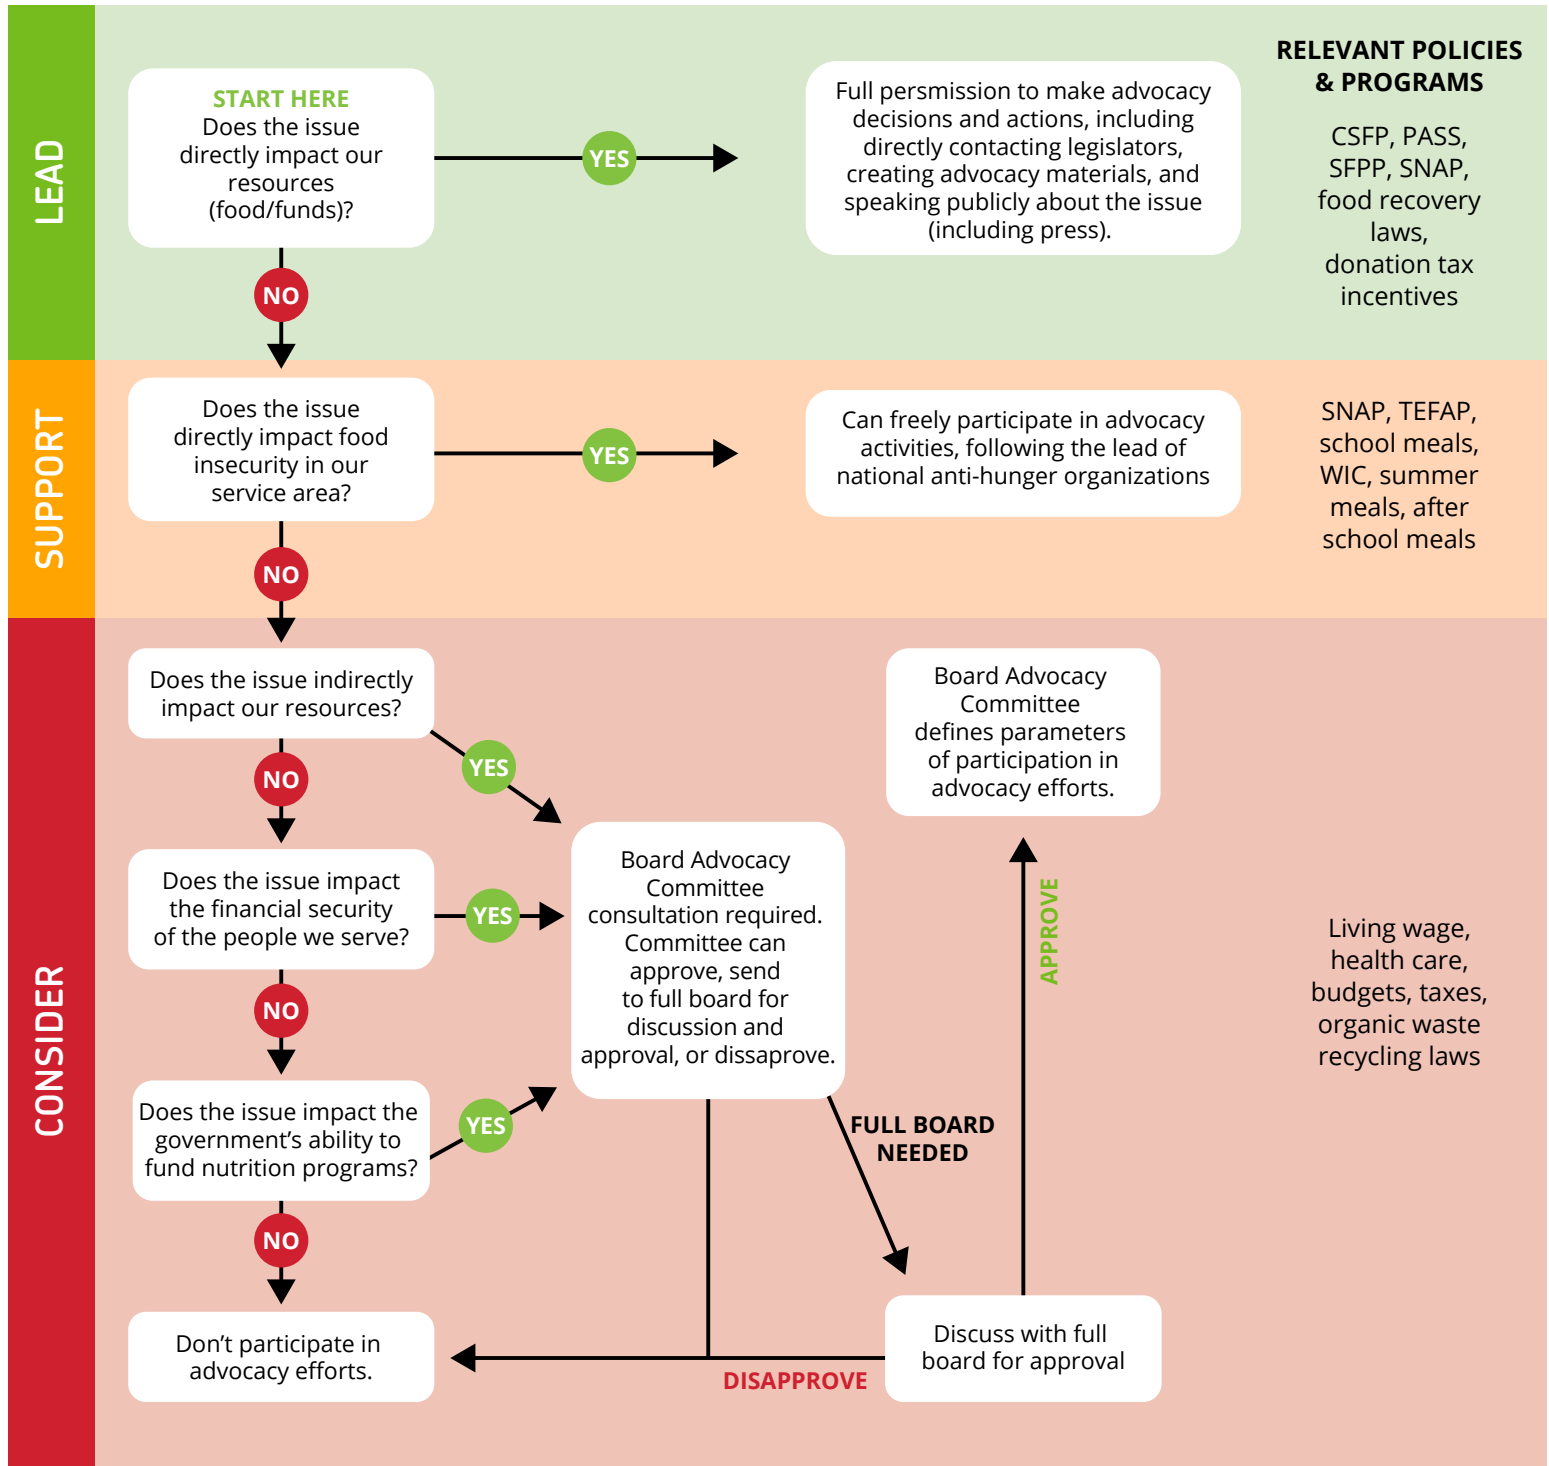 LEAD
START HERE
Does the issue
directly impact our
resources
(food/funds)?
YES
Full persmission to make advocacy
decisions and actions, including
directly contacting legislators,
creating advocacy materials, and
speaking publicly about the issue
(including press).
RELEVANT POLICIES
& PROGRAMS
CSFP, PASS,
SFPP, SNAP,
food recovery
laws,
donation tax
incentives
NO
SUPPORT
Does the issue
directly impact food
insecurity in our
service area?
YES
Can freely participate in advocacy
activities, following the lead of
national anti-hunger organizations
SNAP, TEFAP,
school meals,
WIC, summer
meals, after
school meals
NO
CONSIDER
Does the issue indirectly
impact our resources?
YES
NO
Does the issue impact
the financial security
of the people we serve?
YES
NO
Does the issue impact the
government's ability to
fund nutrition programs?
YES
NO
Don't participate in
advocacy efforts.
Board Advocacy
Committee
consultation required.
Committee can
approve, send
to full board for
discussion and
approval, or dissaprove.
FULL BOARD
NEEDED
Discuss with full
board for approval
DISAPPROVE
APPROVE
Board Advocacy
Committee
defines parameters
of participation in
advocacy efforts.
Living wage,
health care,
budgets, taxes,
organic waste
recycling laws